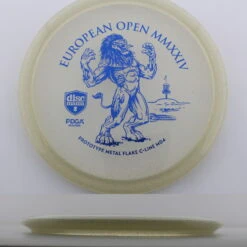 EUROPEAN OPEN MMXXIV
disc
PDGA
PROTOTYPE METAL FLAKE C-LINE MD4